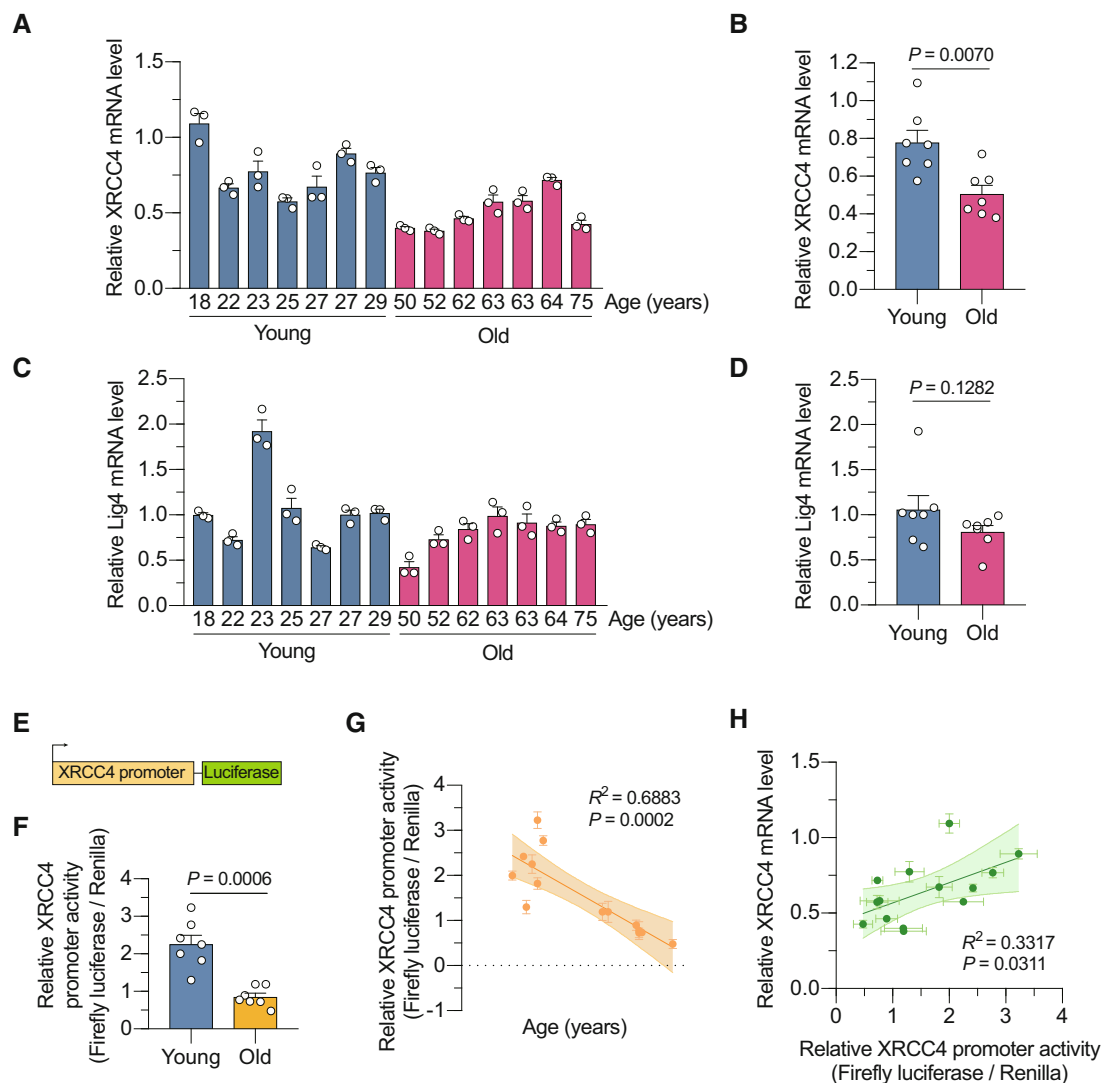 A
Relative XRCC4 mRNA level
1.5
1.0
0.5
0.0
18 22 23 25 27 27 29 50 52 62 63 63 64 75 Age (years)
Young Old
B
Relative XRCC4 mRNA level
P = 0.0070
1.2
1.0
0.8
0.6
0.4
0.2
0.0
Young Old
C
Relative Lig4 mRNA level
2.5
2.0
1.5
1.0
0.5
0.0
18 22 23 25 27 27 29 50 52 62 63 63 64 75 Age (years)
Young Old
D
Relative Lig4 mRNA level
P = 0.1282
2.5
2.0
1.5
1.0
0.5
0.0
Young Old
E
XRCC4 promoter Luciferase
F
Relative XRCC4
promoter activity
(Firefly luciferase / Renilla)
P = 0.0006
4
3
2
1
0
Young Old
G
Relative XRCC4 promoter activity
(Firefly luciferase / Renilla)
4
3
2
1
0
-1
R2 = 0.6883
P = 0.0002
Age (years)
H
Relative XRCC4 mRNA level
1.5
1.0
0.5
0.0
R2 = 0.3317
P = 0.0311
0 1 2 3 4
Relative XRCC4 promoter activity
(Firefly luciferase / Renilla)